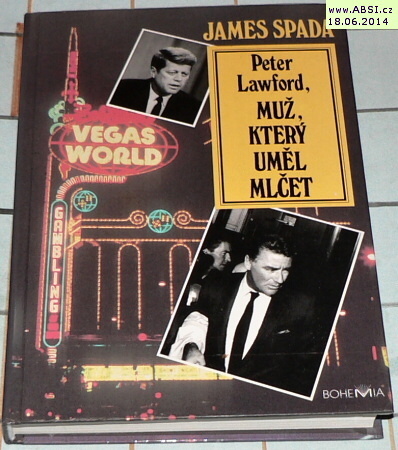 www.ABSI.cz
18.06.2014
JAMES SPADA
Peter
Lawford,
MUŽ,
KTERÝ
UMĚL
MLČET
VEGAS
WORLD
GAMBLING
BOHEMIA